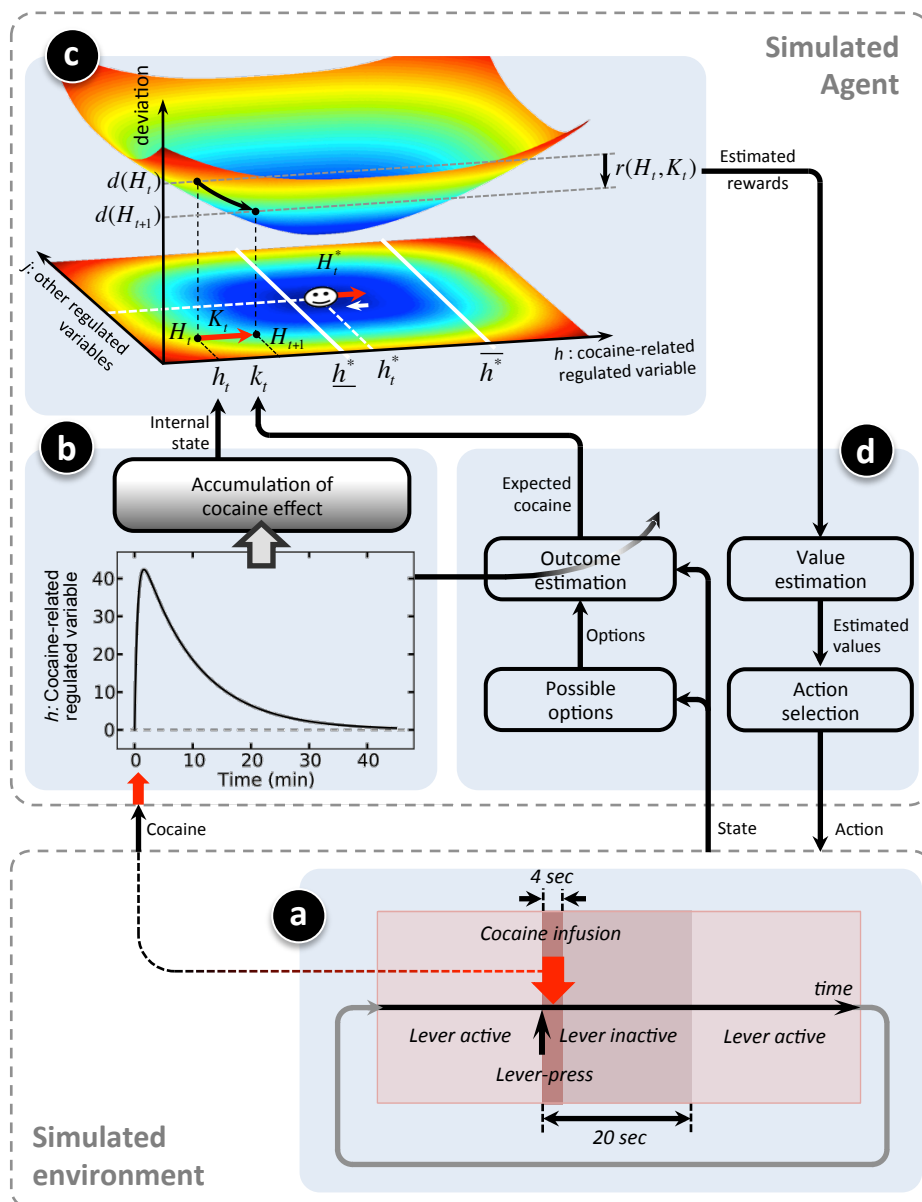 c
Simulated
Agent
deviation
d(H_t)
d(H_{t+1})
r(H_t, K_t)
Estimated
rewards
j: other regulated
variables
H_t^*
H_t
K_t
H_{t+1}
h_t
k_t
\underline{h}^*
h_t^*
\overline{h}^*
h : cocaine-related
regulated variable
b
Internal
state
Accumulation of
cocaine effect
h: Cocaine-related
regulated variable
40
30
20
10
0
0
10
20
30
40
Time (min)
Cocaine
d
Expected
cocaine
Outcome
estimation
Options
Possible
options
Value
estimation
Estimated
values
Action
selection
State
Action
a
4 sec
Cocaine infusion
time
Lever active
Lever inactive
Lever active
Lever-press
20 sec
Simulated
environment